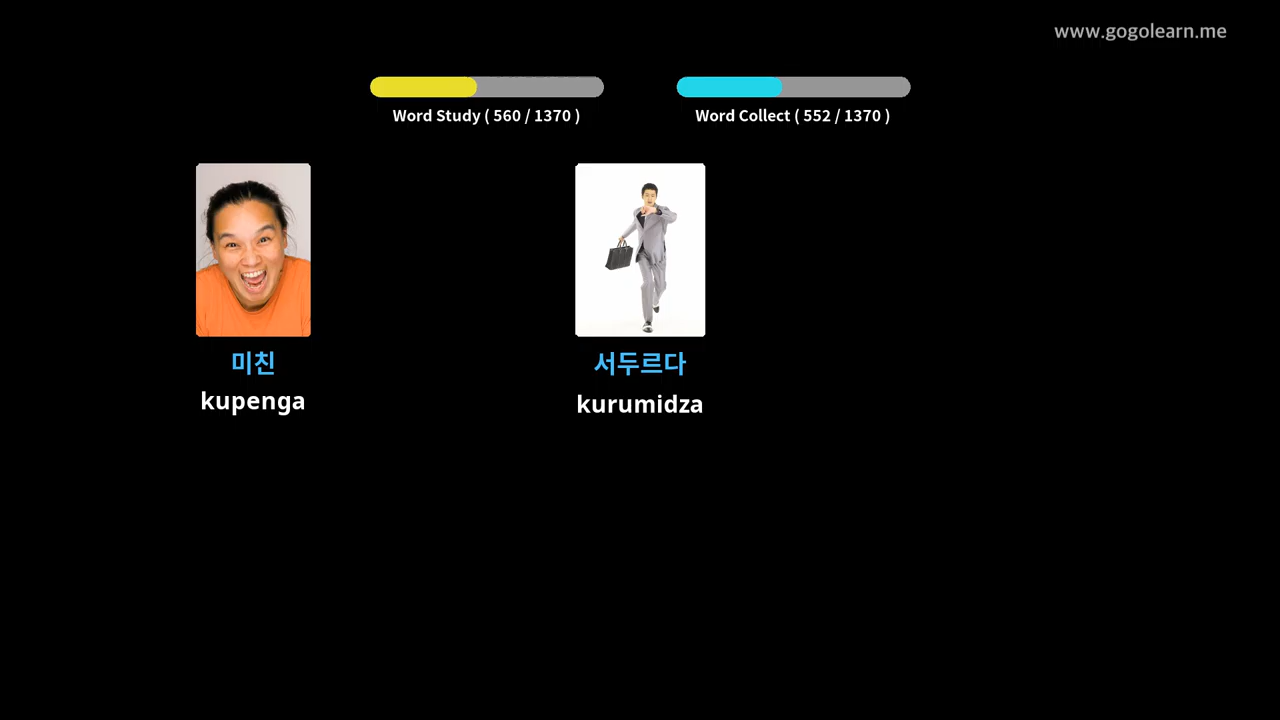 www.gogolearn.me
Word Study ( 560 / 1370 )
Word Collect ( 552 / 1370 )
미친
kupenga
서두르다
kurumidza